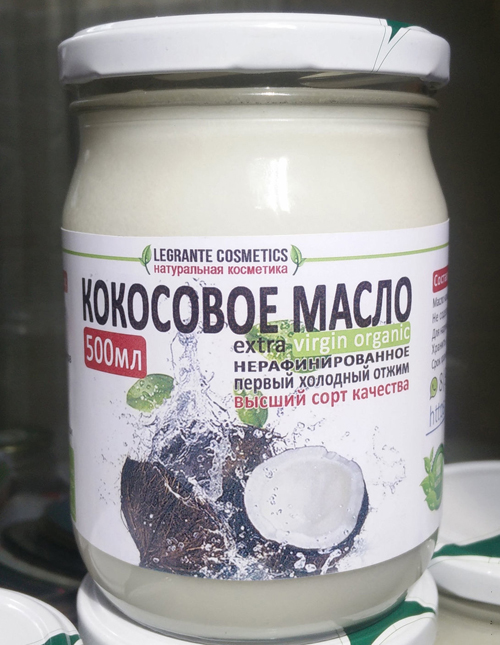 LEGRANTE COSMETICS
натуральная косметика
КОКОСОВОЕ МАСЛО
extra virgin organic
500мл
НЕРАФИНИРОВАННОЕ
первый холодный отжим
высший сорт качества